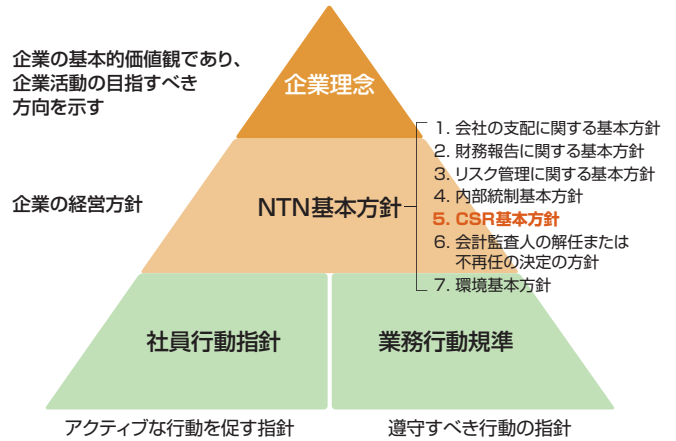 企業の基本的価値観であり、
企業活動の目指すべき
方向を示す
企業理念
企業の経営方針
NTN基本方針
1. 会社の支配に関する基本方針
2. 財務報告に関する基本方針
3. リスク管理に関する基本方針
4. 内部統制基本方針
5. CSR基本方針
6. 会計監査人の解任または
不再任の決定の方針
7. 環境基本方針
社員行動指針
業務行動規準
アクティブな行動を促す指針
遵守すべき行動の指針